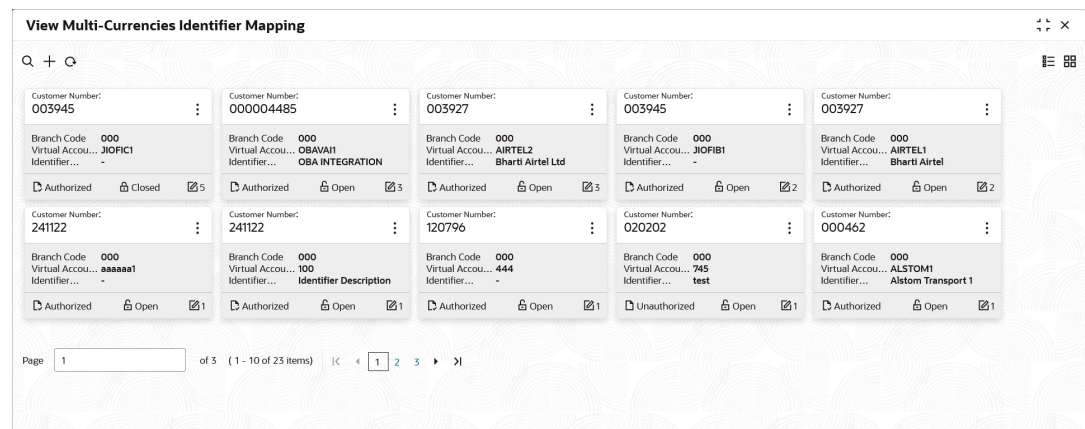 View Multi-Currencies Identifier Mapping
Customer Number:
003945
Branch Code 000
Virtual Accou... JIOFIC1
Identifier... -
Authorized Closed 5
Customer Number:
000004485
Branch Code 000
Virtual Accou... OBAVAI1
Identifier... OBA INTEGRATION
Authorized Open 3
Customer Number:
003927
Branch Code 000
Virtual Accou... AIRTEL2
Identifier... Bharti Airtel Ltd
Authorized Open 3
Customer Number:
003945
Branch Code 000
Virtual Accou... JIOFIB1
Identifier... -
Authorized Open 2
Customer Number:
003927
Branch Code 000
Virtual Accou... AIRTEL1
Identifier... Bharti Airtel
Authorized Open 2
Customer Number:
241122
Branch Code 000
Virtual Accou... aaaaaa1
Identifier... -
Authorized Open 1
Customer Number:
241122
Branch Code 000
Virtual Accou... 100
Identifier... Identifier Description
Authorized Open 1
Customer Number:
120796
Branch Code 000
Virtual Accou... 444
Identifier... -
Authorized Open 1
Customer Number:
020202
Branch Code 000
Virtual Accou... 745
Identifier... test
Unauthorized Open 1
Customer Number:
000462
Branch Code 000
Virtual Accou... ALSTOM1
Identifier... Alstom Transport 1
Authorized Open 1
Page 1 of 3 (1 - 10 of 23 items) 1 2 3